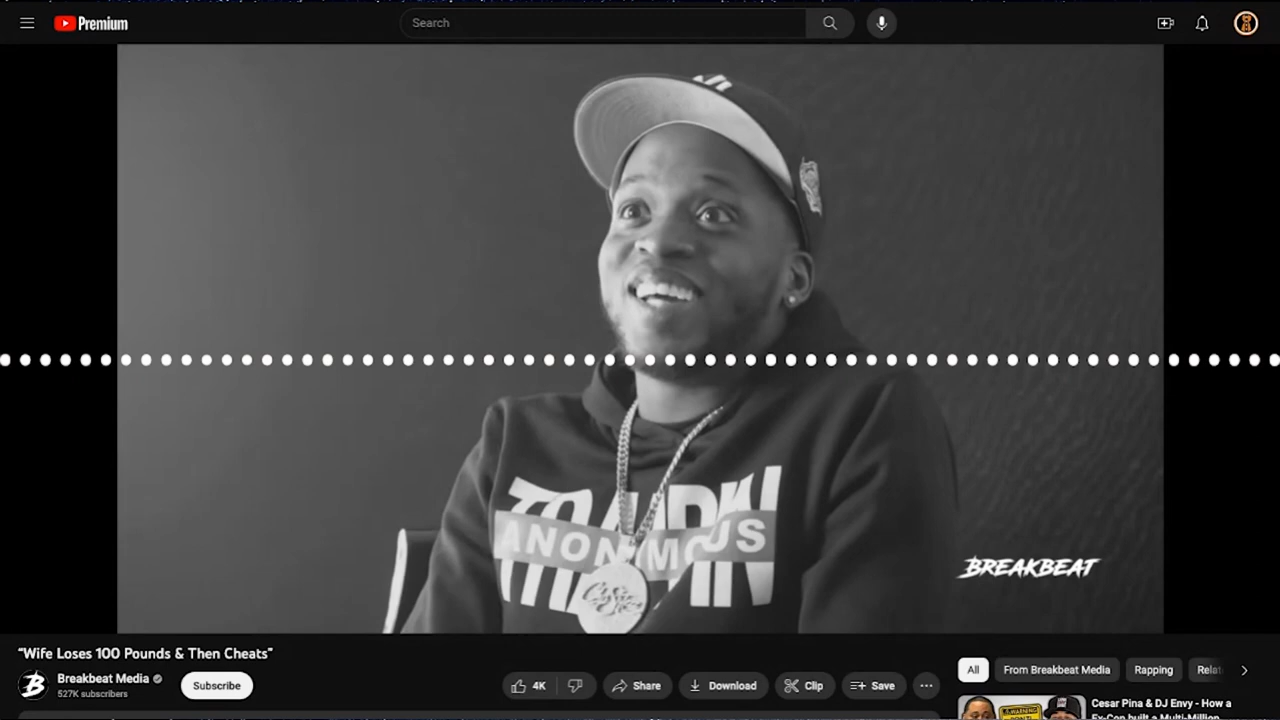 Premium
Search
ANONYMOUS
BREAKBEAT
“Wife Loses 100 Pounds & Then Cheats”
Breakbeat Media
527K subscribers
Subscribe
4K
Share
Download
Clip
Save
All
From Breakbeat Media
Rapping
Cesar Pina & DJ Envy - How a